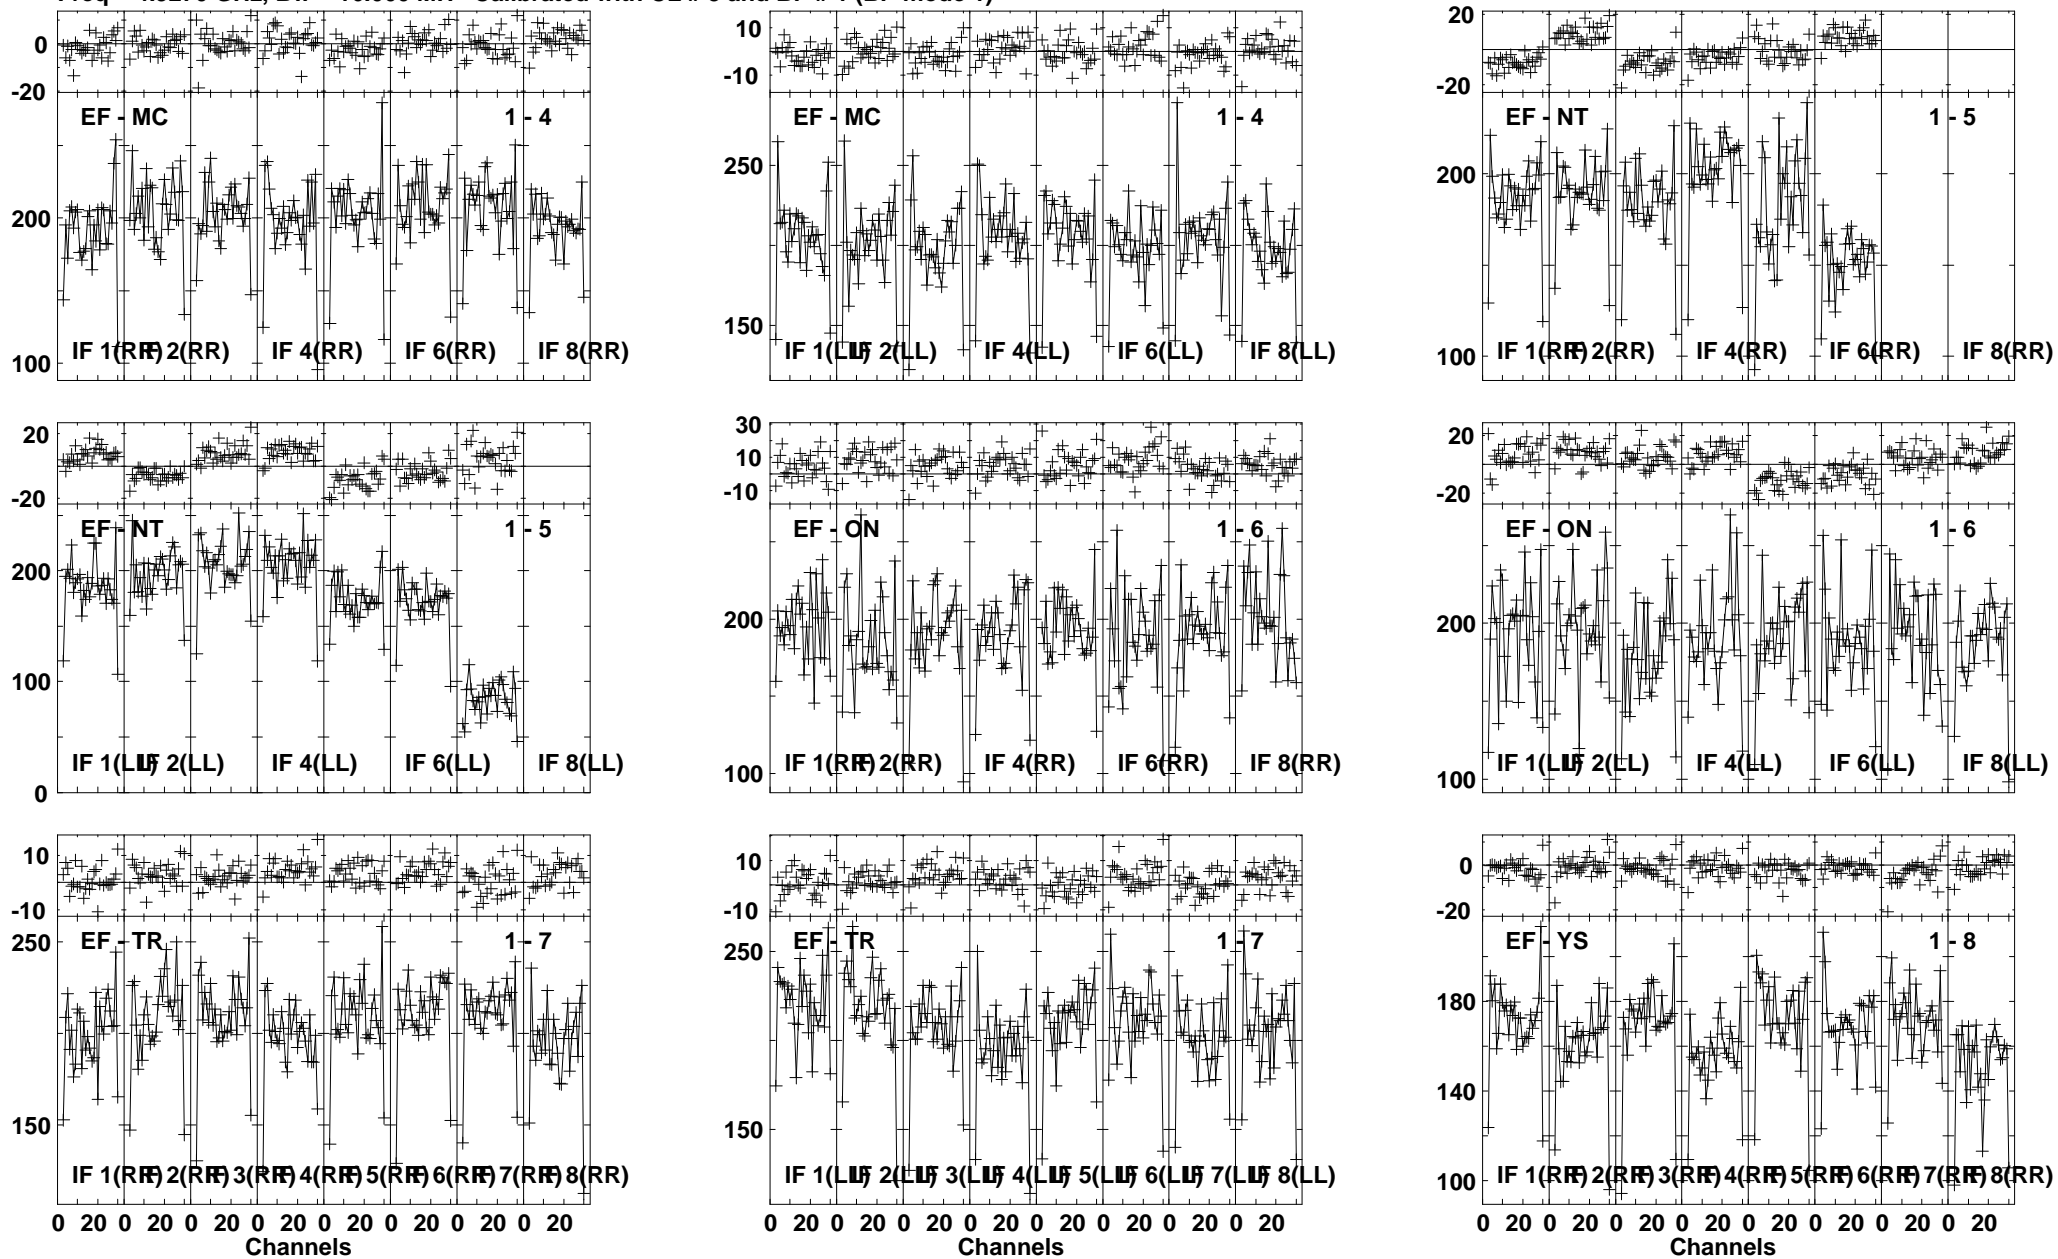 0
-20
EF - MC
1 - 4
200
100
IF 1(RR)
IF 2(RR)
IF 4(RR)
IF 6(RR)
IF 8(RR)
10
-10
EF - MC
1 - 4
250
150
IF 1(LL)
IF 2(LL)
IF 4(LL)
IF 6(LL)
IF 8(LL)
20
-20
EF - NT
1 - 5
200
100
IF 1(RR)
IF 2(RR)
IF 4(RR)
IF 6(RR)
IF 8(RR)
20
-20
EF - NT
1 - 5
200
100
0
IF 1(LL)
IF 2(LL)
IF 4(LL)
IF 6(LL)
IF 8(LL)
30
10
-10
EF - ON
1 - 6
200
100
IF 1(RR)
IF 2(RR)
IF 4(RR)
IF 6(RR)
IF 8(RR)
20
-20
EF - ON
1 - 6
200
100
IF 1(LL)
IF 2(LL)
IF 4(LL)
IF 6(LL)
IF 8(LL)
10
-10
EF - TR
1 - 7
250
150
IF 1(RR)
IF 2(RR)
IF 3(RR)
IF 4(RR)
IF 5(RR)
IF 6(RR)
IF 7(RR)
IF 8(RR)
0 20 0 20 0 20 0 20 0 20 0 20 0 20 0 20
Channels
10
-10
EF - TR
1 - 7
250
150
IF 1(LL)
IF 2(LL)
IF 3(LL)
IF 4(LL)
IF 5(LL)
IF 6(LL)
IF 7(LL)
IF 8(LL)
0 20 0 20 0 20 0 20 0 20 0 20 0 20 0 20
Channels
0
-20
EF - YS
1 - 8
180
140
100
IF 1(RR)
IF 2(RR)
IF 3(RR)
IF 4(RR)
IF 5(RR)
IF 6(RR)
IF 7(RR)
IF 8(RR)
0 20 0 20 0 20 0 20 0 20 0 20 0 20 0 20
Channels